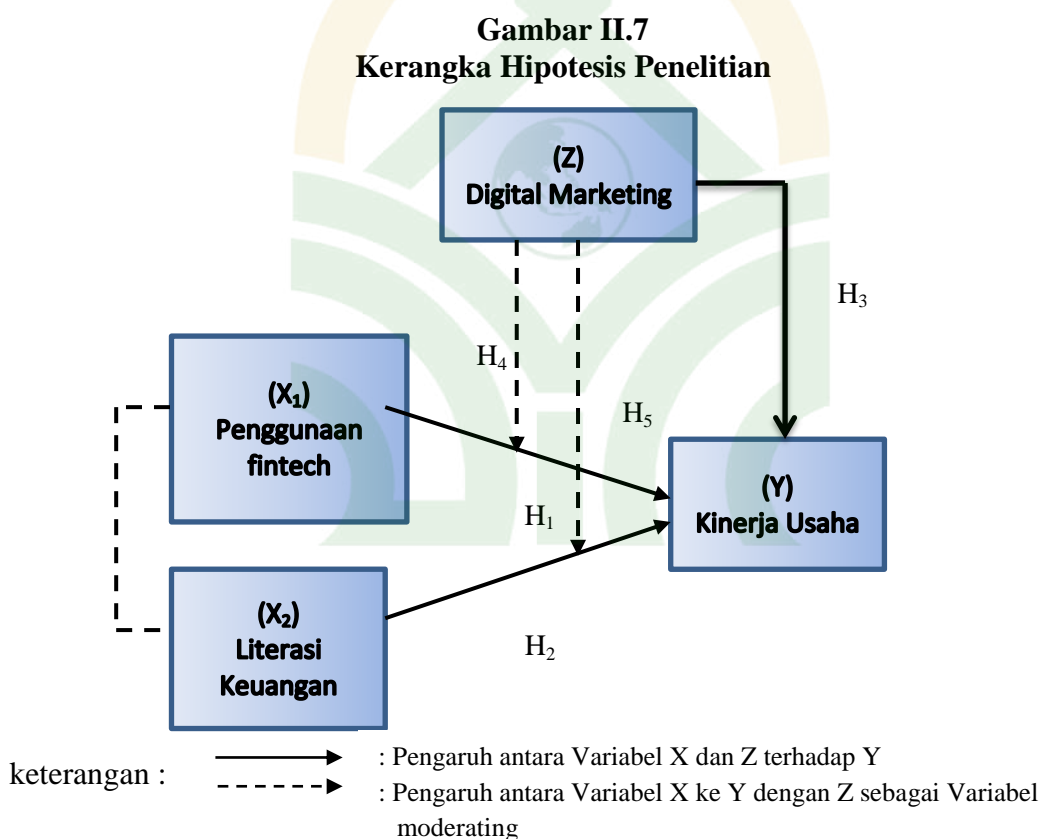 Gambar II.7
Kerangka Hipotesis Penelitian
(Z)
Digital Marketing
H₃
H₄
(X₁)
Penggunaan
fintech
H₅
(Y)
Kinerja Usaha
H₁
(X₂)
Literasi
Keuangan
H₂
keterangan :
: Pengaruh antara Variabel X dan Z terhadap Y
: Pengaruh antara Variabel X ke Y dengan Z sebagai Variabel
moderating